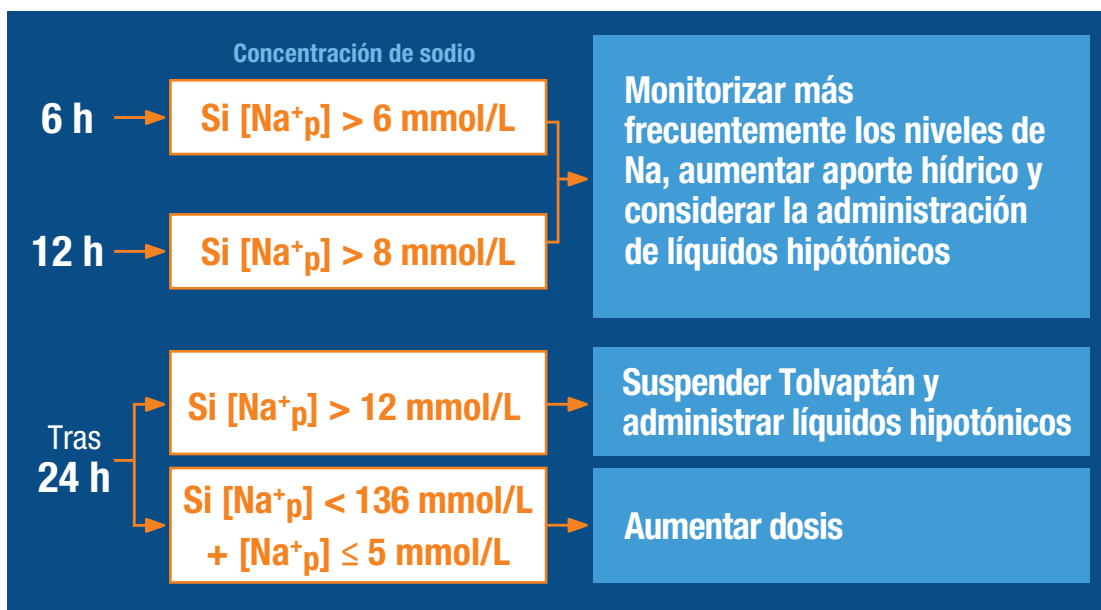 Concentración de sodio
6 h
Si [Na⁺p] > 6 mmol/L
12 h
Si [Na⁺p] > 8 mmol/L
Monitorizar más
frecuentemente los niveles de
Na, aumentar aporte hídrico y
considerar la administración
de líquidos hipótónicos
Tras
24 h
Si [Na⁺p] > 12 mmol/L
Suspender Tolvaptán y
administrar líquidos hipotónicos
Si [Na⁺p] < 136 mmol/L
+ [Na⁺p] ≤ 5 mmol/L
Aumentar dosis